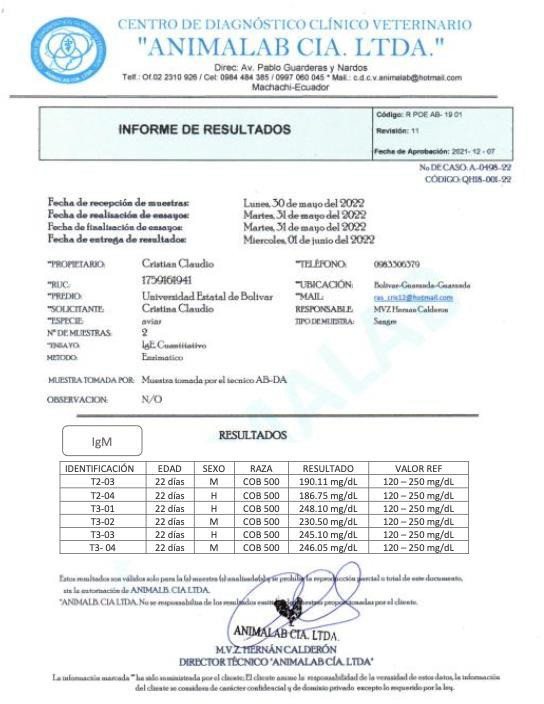 CENTRO DE DIAGNÓSTICO CLÍNICO VETERINARIO
"ANIMALAB CIA. LTDA."
Direc: Av. Pablo Guarderas y Nardos
Telf.: Of.02 2310 926 / Cel: 0984 484 385 / 0997 060 045 * Mail.: c.d.c.v.animalab@hotmail.com
Machachi-Ecuador
INFORME DE RESULTADOS
Código: R POE AB- 19 01
Revisión: 11
Fecha de Aprobación: 2021- 12 - 07
No DE CASO: A-0498-22
CÓDIGO: QH18-001-22
Fecha de recepción de muestras: Lunes, 30 de mayo del 2022
Fecha de realización de ensayos: Martes, 31 de mayo del 2022
Fecha de finalización de ensayos: Martes, 31 de mayo del 2022
Fecha de entrega de resultados: Miercoles, 01 de junio del 2022
*PROPIETARIO: Cristian Claudio *TELÉFONO: 0983306379
*RUC: 1759161941 *UBICACIÓN: Bolivar-Guaranda-Guaranda
*PREDIO: Universidad Estatal de Bolivar *MAIL: ras_cris12@hotmail.com
*SOLICITANTE: Cristina Claudio RESPONSABLE: MVZ Hernan Calderon
*ESPECIE: aviar TIPO DE MUESTRA: Sangre
N° DE MUESTRAS: 2
*ENSAYO: IgE Cuantitativo
METODO: Enzimatico
MUESTRA TOMADA POR: Muestra tomada por el tecnico AB-DA
OBSERVACION: N/O
IgM
RESULTADOS
IDENTIFICACIÓN EDAD SEXO RAZA RESULTADO VALOR REF
T2-03 22 días M COB 500 190.11 mg/dL 120 – 250 mg/dL
T2-04 22 días H COB 500 186.75 mg/dL 120 – 250 mg/dL
T3-01 22 días H COB 500 248.10 mg/dL 120 – 250 mg/dL
T3-02 22 días M COB 500 230.50 mg/dL 120 – 250 mg/dL
T3-03 22 días H COB 500 245.10 mg/dL 120 – 250 mg/dL
T3- 04 22 días M COB 500 246.05 mg/dL 120 – 250 mg/dL
Estos resultados son válidos solo para la (s) muestra (s) analizada(s) y se prohíbe la reproducción parcial o total de este documento,
sin la autorización de ANIMALAB. CIA LTDA.
*ANIMALB. CIA LTDA. No se responsabiliza de los resultados muestras proporcionadas por el cliente.
ANIMALAB CIA. LTDA.
M.V.Z. HERNÁN CALDERÓN
DIRECTOR TÉCNICO "ANIMALAB CÍA. LTDA"
La información marcada ** ha sido suministrada por el cliente; El cliente asume la responsabilidad de la veracidad de estos datos, la información
del cliente se considera de carácter confidencial y de dominio privado excepto lo requerido por la ley.